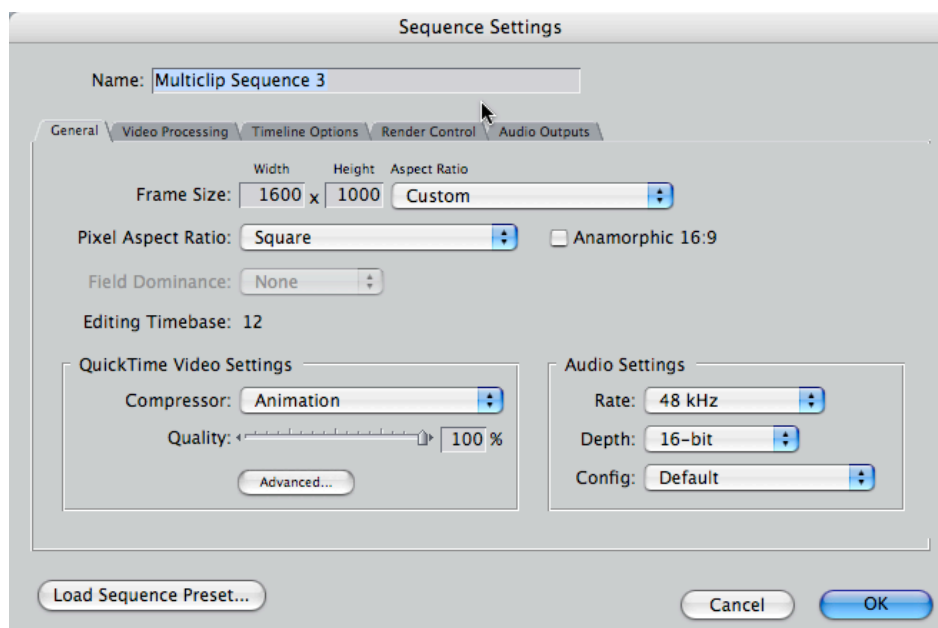 Sequence Settings
Name: Multiclip Sequence 3
General Video Processing Timeline Options Render Control Audio Outputs
Width Height Aspect Ratio
Frame Size: 1600 x 1000 Custom
Pixel Aspect Ratio: Square Anamorphic 16:9
Field Dominance: None
Editing Timebase: 12
QuickTime Video Settings Audio Settings
Compressor: Animation Rate: 48 kHz
Quality: 100 % Depth: 16-bit
Advanced... Config: Default
Load Sequence Preset... Cancel OK